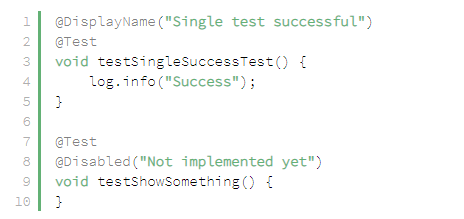 1 @DisplayName("Single test successful")
2 @Test
3 void testSingleSuccessTest() {
4     log.info("Success");
5 }
6
7 @Test
8 @Disabled("Not implemented yet")
9 void testShowSomething() {
10 }